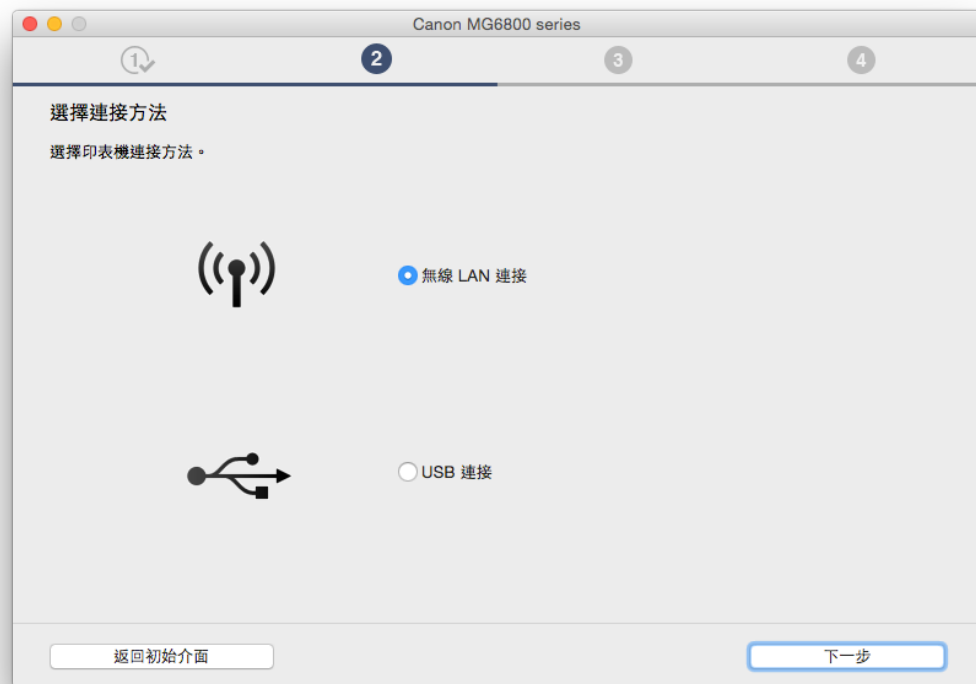 Canon MG6800 series
1 2 3 4
選擇連接方法
選擇印表機連接方法。
無線 LAN 連接
USB 連接
返回初始介面 下一步